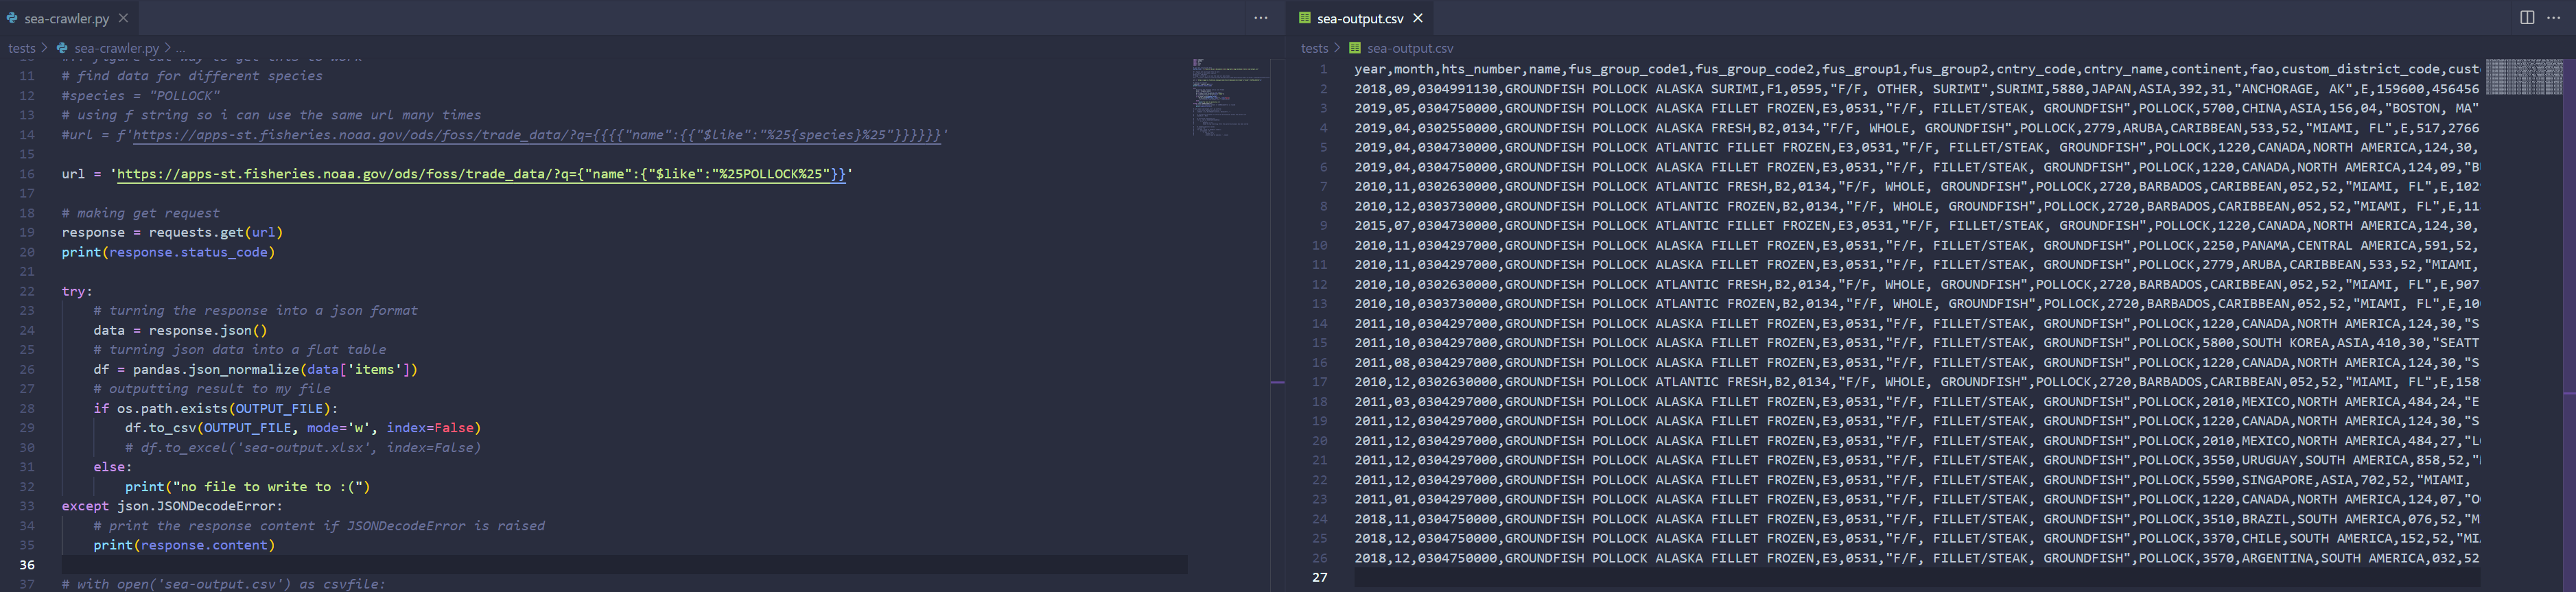 sea-crawler.py
tests > sea-crawler.py > ...
11 # find data for different species
12 #species = "POLLOCK"
13 # using f string so i can use the same url many times
14 #url = f'https://apps-st.fisheries.noaa.gov/ods/foss/trade_data/?q={{{{"name":{{"$like":"%25{species}%25"}}}}}}'
15
16 url = 'https://apps-st.fisheries.noaa.gov/ods/foss/trade_data/?q={"name":{"$like":"%25POLLOCK%25"}}'
17
18 # making get request
19 response = requests.get(url)
20 print(response.status_code)
21
22 try:
23 # turning the response into a json format
24 data = response.json()
25 # turning json data into a flat table
26 df = pandas.json_normalize(data['items'])
27 # outputting result to my file
28 if os.path.exists(OUTPUT_FILE):
29 df.to_csv(OUTPUT_FILE, mode='w', index=False)
30 # df.to_excel('sea-output.xlsx', index=False)
31 else:
32 print("no file to write to :(")
33 except json.JSONDecodeError:
34 # print the response content if JSONDecodeError is raised
35 print(response.content)
36
37 # with open('sea-output.csv') as csvfile:
sea-output.csv
tests > sea-output.csv
1 year,month,hts_number,name,fus_group_code1,fus_group_code2,fus_group1,fus_group2,cntry_code,cntry_name,continent,fao,custom_district_code,cust
2 2018,09,0304991130,GROUNDFISH POLLOCK ALASKA SURIMI,F1,0595,"F/F, OTHER, SURIMI",SURIMI,5880,JAPAN,ASIA,392,31,"ANCHORAGE, AK",E,159600,456456
3 2019,05,0304750000,GROUNDFISH POLLOCK ALASKA FILLET FROZEN,E3,0531,"F/F, FILLET/STEAK, GROUNDFISH",POLLOCK,5700,CHINA,ASIA,156,04,"BOSTON, MA"
4 2019,04,0302550000,GROUNDFISH POLLOCK ALASKA FRESH,B2,0134,"F/F, WHOLE, GROUNDFISH",POLLOCK,2779,ARUBA,CARIBBEAN,533,52,"MIAMI, FL",E,517,2766
5 2019,04,0304730000,GROUNDFISH POLLOCK ATLANTIC FILLET FROZEN,E3,0531,"F/F, FILLET/STEAK, GROUNDFISH",POLLOCK,1220,CANADA,NORTH AMERICA,124,30,
6 2019,04,0304750000,GROUNDFISH POLLOCK ALASKA FILLET FROZEN,E3,0531,"F/F, FILLET/STEAK, GROUNDFISH",POLLOCK,1220,CANADA,NORTH AMERICA,124,09,"B
7 2010,11,0302630000,GROUNDFISH POLLOCK ATLANTIC FRESH,B2,0134,"F/F, WHOLE, GROUNDFISH",POLLOCK,2720,BARBADOS,CARIBBEAN,052,52,"MIAMI, FL",E,102
8 2010,12,0303730000,GROUNDFISH POLLOCK ATLANTIC FROZEN,B2,0134,"F/F, WHOLE, GROUNDFISH",POLLOCK,2720,BARBADOS,CARIBBEAN,052,52,"MIAMI, FL",E,11
9 2015,07,0304730000,GROUNDFISH POLLOCK ATLANTIC FILLET FROZEN,E3,0531,"F/F, FILLET/STEAK, GROUNDFISH",POLLOCK,1220,CANADA,NORTH AMERICA,124,30,
10 2010,11,0304297000,GROUNDFISH POLLOCK ALASKA FILLET FROZEN,E3,0531,"F/F, FILLET/STEAK, GROUNDFISH",POLLOCK,2250,PANAMA,CENTRAL AMERICA,591,52,
11 2010,11,0304297000,GROUNDFISH POLLOCK ALASKA FILLET FROZEN,E3,0531,"F/F, FILLET/STEAK, GROUNDFISH",POLLOCK,2779,ARUBA,CARIBBEAN,533,52,"MIAMI,
12 2010,10,0302630000,GROUNDFISH POLLOCK ATLANTIC FRESH,B2,0134,"F/F, WHOLE, GROUNDFISH",POLLOCK,2720,BARBADOS,CARIBBEAN,052,52,"MIAMI, FL",E,907
13 2010,10,0303730000,GROUNDFISH POLLOCK ATLANTIC FROZEN,B2,0134,"F/F, WHOLE, GROUNDFISH",POLLOCK,2720,BARBADOS,CARIBBEAN,052,52,"MIAMI, FL",E,10
14 2011,10,0304297000,GROUNDFISH POLLOCK ALASKA FILLET FROZEN,E3,0531,"F/F, FILLET/STEAK, GROUNDFISH",POLLOCK,1220,CANADA,NORTH AMERICA,124,30,"S
15 2011,10,0304297000,GROUNDFISH POLLOCK ALASKA FILLET FROZEN,E3,0531,"F/F, FILLET/STEAK, GROUNDFISH",POLLOCK,5800,SOUTH KOREA,ASIA,410,30,"SEATT
16 2011,08,0304297000,GROUNDFISH POLLOCK ALASKA FILLET FROZEN,E3,0531,"F/F, FILLET/STEAK, GROUNDFISH",POLLOCK,1220,CANADA,NORTH AMERICA,124,30,"S
17 2010,12,0302630000,GROUNDFISH POLLOCK ATLANTIC FRESH,B2,0134,"F/F, WHOLE, GROUNDFISH",POLLOCK,2720,BARBADOS,CARIBBEAN,052,52,"MIAMI, FL",E,158
18 2011,03,0304297000,GROUNDFISH POLLOCK ALASKA FILLET FROZEN,E3,0531,"F/F, FILLET/STEAK, GROUNDFISH",POLLOCK,2010,MEXICO,NORTH AMERICA,484,24,"E
19 2011,12,0304297000,GROUNDFISH POLLOCK ALASKA FILLET FROZEN,E3,0531,"F/F, FILLET/STEAK, GROUNDFISH",POLLOCK,1220,CANADA,NORTH AMERICA,124,30,"S
20 2011,12,0304297000,GROUNDFISH POLLOCK ALASKA FILLET FROZEN,E3,0531,"F/F, FILLET/STEAK, GROUNDFISH",POLLOCK,2010,MEXICO,NORTH AMERICA,484,27,"L
21 2011,12,0304297000,GROUNDFISH POLLOCK ALASKA FILLET FROZEN,E3,0531,"F/F, FILLET/STEAK, GROUNDFISH",POLLOCK,3550,URUGUAY,SOUTH AMERICA,858,52,"
22 2011,12,0304297000,GROUNDFISH POLLOCK ALASKA FILLET FROZEN,E3,0531,"F/F, FILLET/STEAK, GROUNDFISH",POLLOCK,5590,SINGAPORE,ASIA,702,52,"MIAMI,
23 2011,01,0304297000,GROUNDFISH POLLOCK ALASKA FILLET FROZEN,E3,0531,"F/F, FILLET/STEAK, GROUNDFISH",POLLOCK,1220,CANADA,NORTH AMERICA,124,07,"O
24 2018,11,0304750000,GROUNDFISH POLLOCK ALASKA FILLET FROZEN,E3,0531,"F/F, FILLET/STEAK, GROUNDFISH",POLLOCK,3510,BRAZIL,SOUTH AMERICA,076,52,"M
25 2018,12,0304750000,GROUNDFISH POLLOCK ALASKA FILLET FROZEN,E3,0531,"F/F, FILLET/STEAK, GROUNDFISH",POLLOCK,3370,CHILE,SOUTH AMERICA,152,52,"MI
26 2018,12,0304750000,GROUNDFISH POLLOCK ALASKA FILLET FROZEN,E3,0531,"F/F, FILLET/STEAK, GROUNDFISH",POLLOCK,3570,ARGENTINA,SOUTH AMERICA,032,52
27